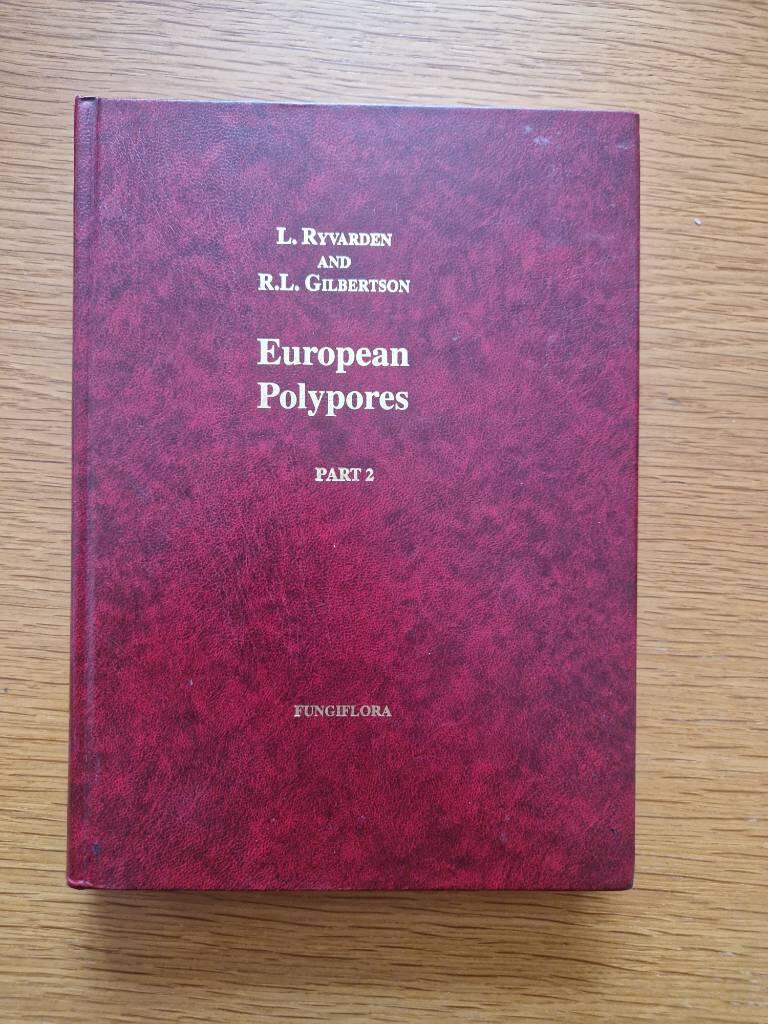 L. RYVARDEN
AND
R.L. GILBERTSON
European
Polypores
PART 2
FUNGIFLORA